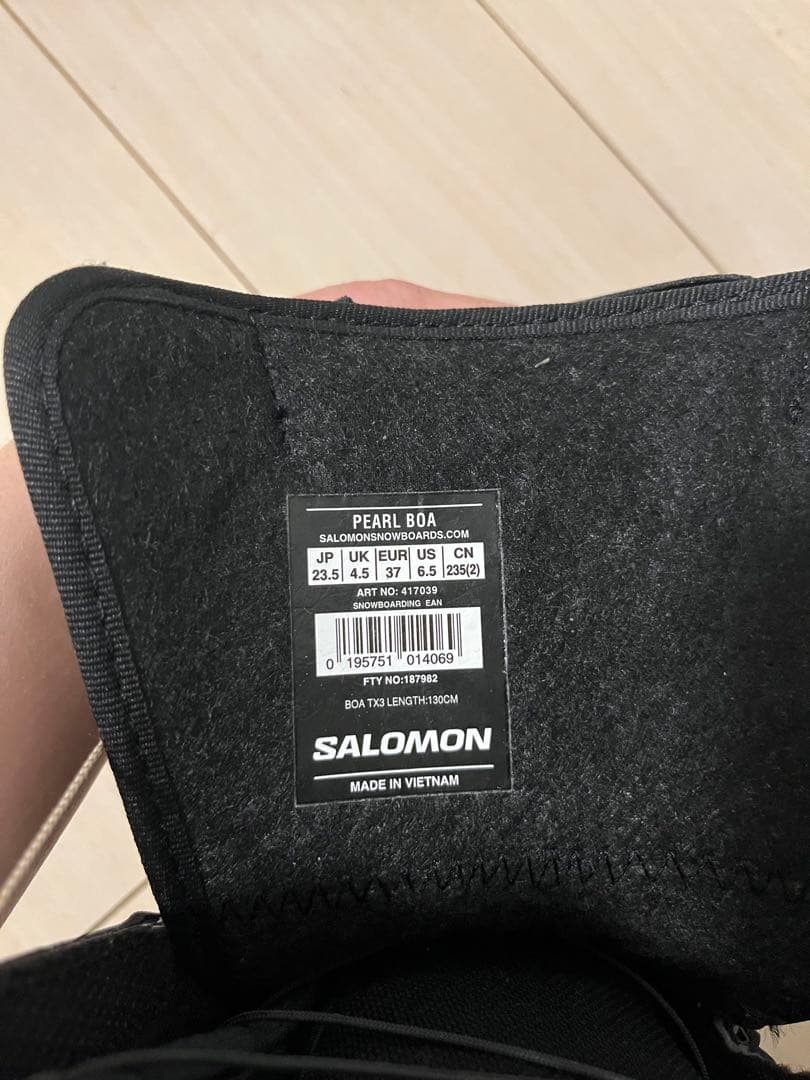 PEARL BOA
SALOMONSNOWBOARDS.COM
JP UK EUR US CN
23.5 4.5 37 6.5 235(2)
ART NO: 417039
SNOWBOARDING EAN
0 195751 014069
FTY NO:187982
BOA TX3 LENGTH:130CM
SALOMON
MADE IN VIETNAM